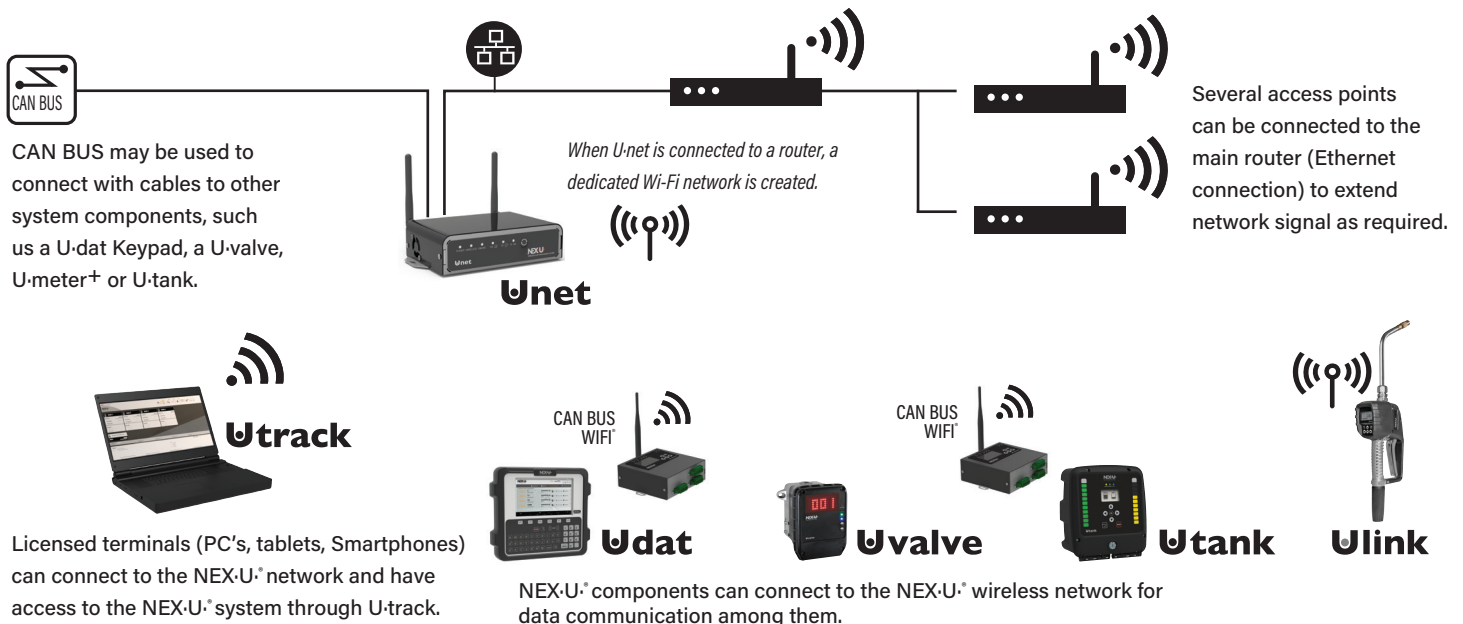 CAN BUS
CAN BUS may be used to
connect with cables to other
system components, such
us a U·dat Keypad, a U·valve,
U·meter+ or U·tank.
When U·net is connected to a router, a
dedicated Wi-Fi network is created.
Several access points
can be connected to the
main router (Ethernet
connection) to extend
network signal as required.
Unet
NEX·U
Unet
Utrack
Licensed terminals (PC's, tablets, Smartphones)
can connect to the NEX·U·® network and have
access to the NEX·U·® system through U·track.
CAN BUS
WIFI®
NEX·U
Udat
CAN BUS
WIFI®
001
NEX·U
Uvalve
NEX·U
Utank
Ulink
NEX·U·® components can connect to the NEX·U·® wireless network for
data communication among them.